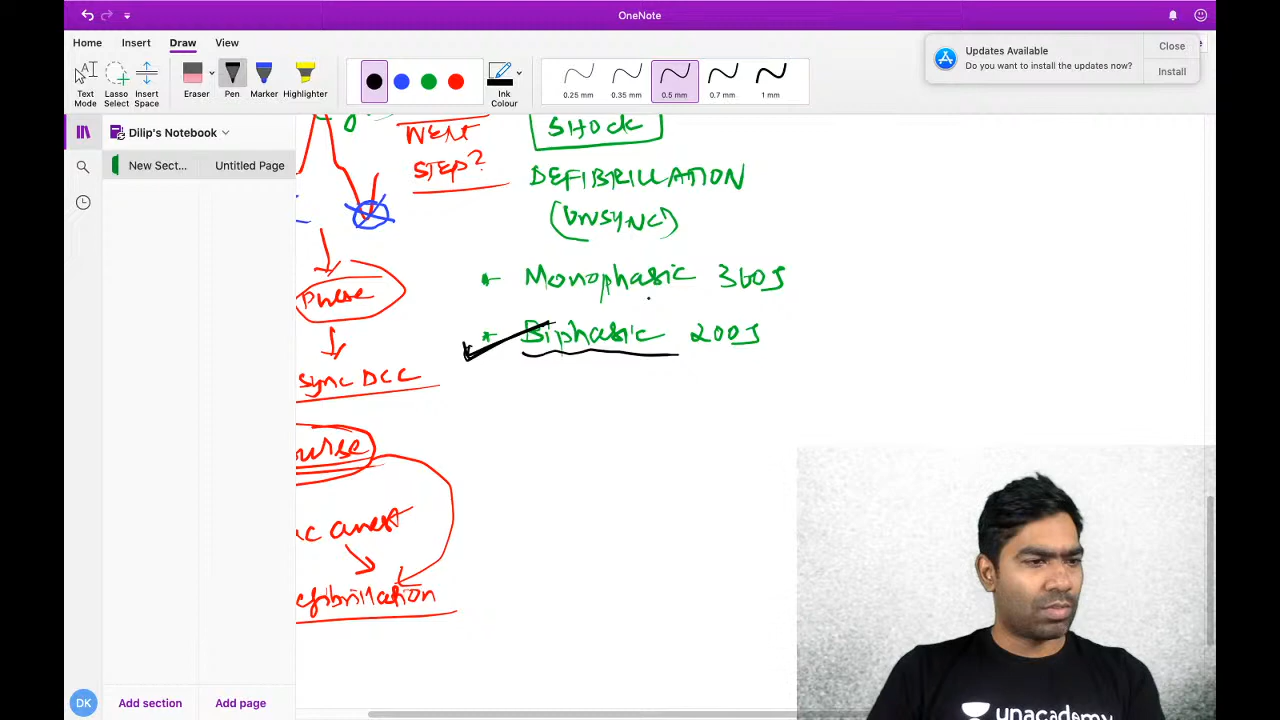 OneNote
Home Insert Draw View
Updates Available
Do you want to install the updates now?
Close
Install
Text Mode
Lasso Select
Insert Space
Eraser
Pen
Marker
Highlighter
Ink Colour
0.25 mm
0.35 mm
0.5 mm
0.7 mm
1 mm
Dilip's Notebook
New Sect...
Untitled Page
NEXT
STEP?
SHOCK
DEFIBRILLATION
(UNSYNC)
* Monophasic 360J
* Biphasic 200J
Pulse
↓
sync DCC
ulse
c arrest
efibrillation
DK
Add section
Add page
unacademy